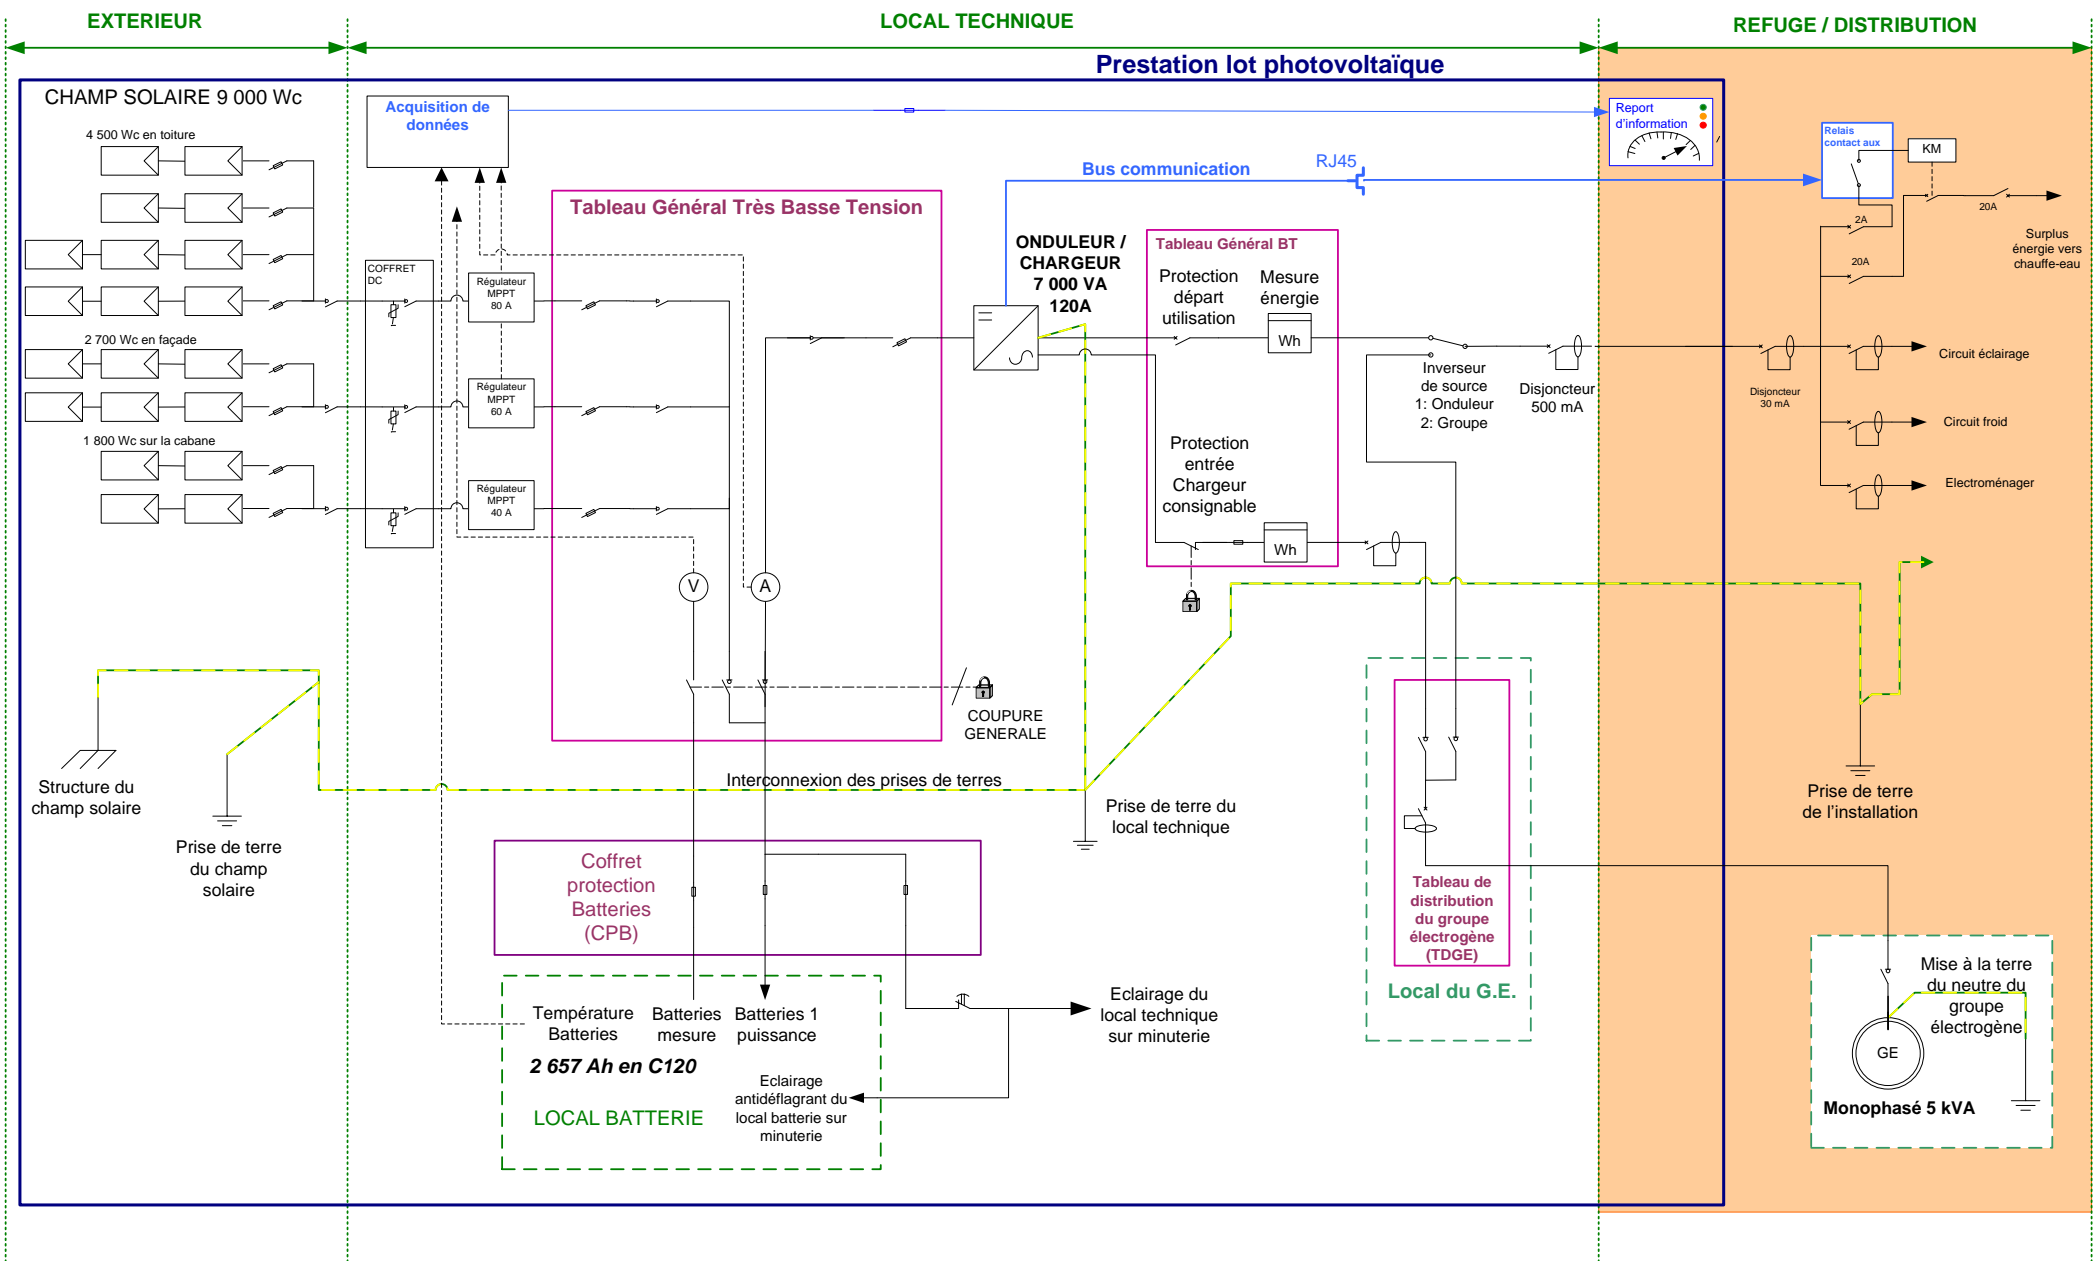 EXTERIEUR
LOCAL TECHNIQUE
REFUGE / DISTRIBUTION
Prestation lot photovoltaïque
CHAMP SOLAIRE 9 000 Wc
4 500 Wc en toiture
2 700 Wc en façade
1 800 Wc sur la cabane
Acquisition de
données
COFFRET
DC
Régulateur
MPPT
80 A
Régulateur
MPPT
60 A
Régulateur
MPPT
40 A
Tableau Général Très Basse Tension
V
A
COUPURE
GENERALE
Bus communication
RJ45
ONDULEUR /
CHARGEUR
7 000 VA
120A
Tableau Général BT
Protection
départ
utilisation
Mesure
énergie
Wh
Protection
entrée
Chargeur
consignable
Wh
Inverseur
de source
1: Onduleur
2: Groupe
Disjoncteur
500 mA
Report
d'information
Relais
contact aux
KM
2A
20A
20A
Surplus
énergie vers
chauffe-eau
Disjoncteur
30 mA
Circuit éclairage
Circuit froid
Electroménager
Structure du
champ solaire
Prise de terre
du champ
solaire
Interconnexion des prises de terres
Prise de terre du
local technique
Prise de terre
de l'installation
Coffret
protection
Batteries
(CPB)
Température
Batteries
Batteries
mesure
Batteries 1
puissance
2 657 Ah en C120
LOCAL BATTERIE
Eclairage
antidéflagrant du
local batterie sur
minuterie
Eclairage du
local technique
sur minuterie
Tableau de
distribution
du groupe
électrogène
(TDGE)
Local du G.E.
Mise à la terre
du neutre du
groupe
électrogène
GE
Monophasé 5 kVA